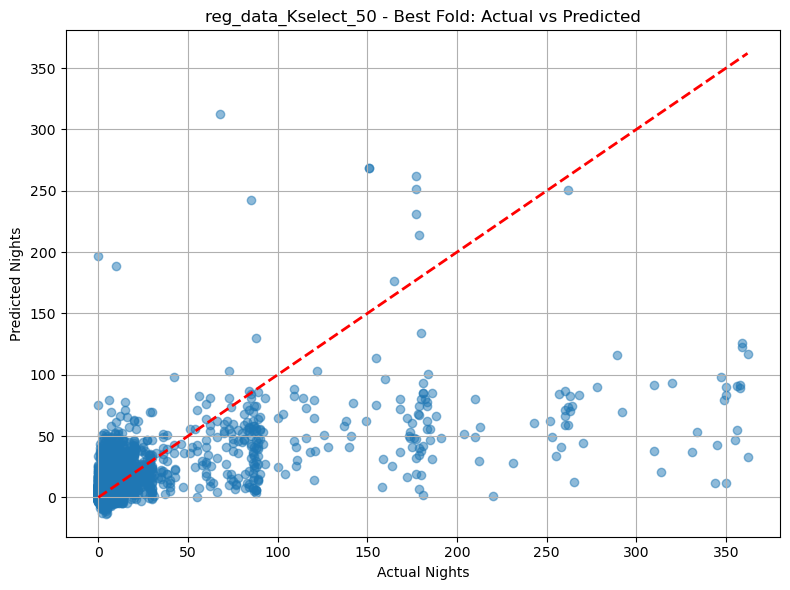 reg_data_Kselect_50 - Best Fold: Actual vs Predicted
350
300
250
200
150
100
50
0
Predicted Nights
0 50 100 150 200 250 300 350
Actual Nights